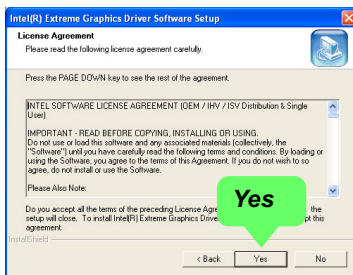 Intel(R) Extreme Graphics Driver Software Setup
License Agreement
Please read the following license agreement carefully.
Press the PAGE DOWN key to see the rest of the agreement.
INTEL SOFTWARE LICENSE AGREEMENT (OEM / IHV / ISV Distribution & Single
User)
IMPORTANT - READ BEFORE COPYING, INSTALLING OR USING.
Do not use or load this software and any associated materials (collectively, the
"Software") until you have carefully read the following terms and conditions. By loading or
using the Software, you agree to the terms of this Agreement. If you do not wish to so
agree, do not install or use the Software.
Please Also Note:
Yes
Do you accept all the terms of the preceding License the
setup will close. To install Intel(R) Extreme Graphics this
agreement.
InstallShield
< Back Yes No